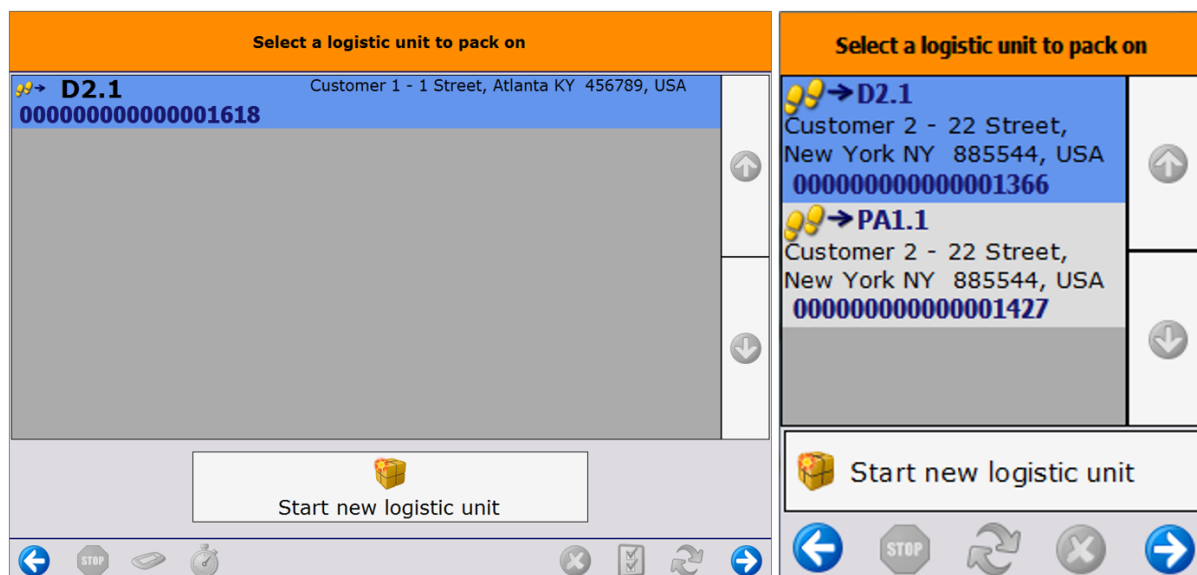 Select a logistic unit to pack on
D2.1 Customer 1 - 1 Street, Atlanta KY 456789, USA
000000000000001618
Start new logistic unit
STOP
Select a logistic unit to pack on
D2.1
Customer 2 - 22 Street,
New York NY 885544, USA
000000000000001366
PA1.1
Customer 2 - 22 Street,
New York NY 885544, USA
000000000000001427
Start new logistic unit
STOP